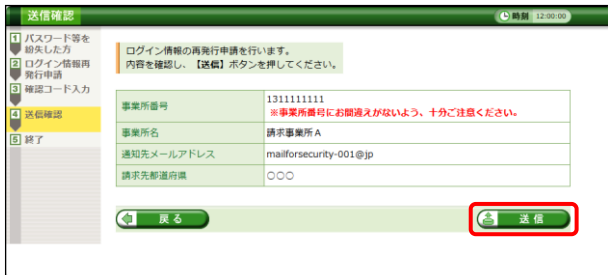 送信確認
時刻 12:00:00
1 パスワード等を
紛失した方
2 ログイン情報再
発行申請
3 確認コード入力
4 送信確認
5 終了
ログイン情報の再発行申請を行います。
内容を確認し、【送信】ボタンを押してください。
事業所番号
1311111111
※事業所番号にお間違えがないよう、十分ご注意ください。
事業所名
請求事業所A
通知先メールアドレス
mailforsecurity-001@jp
請求先都道府県
○○○
戻る
送信